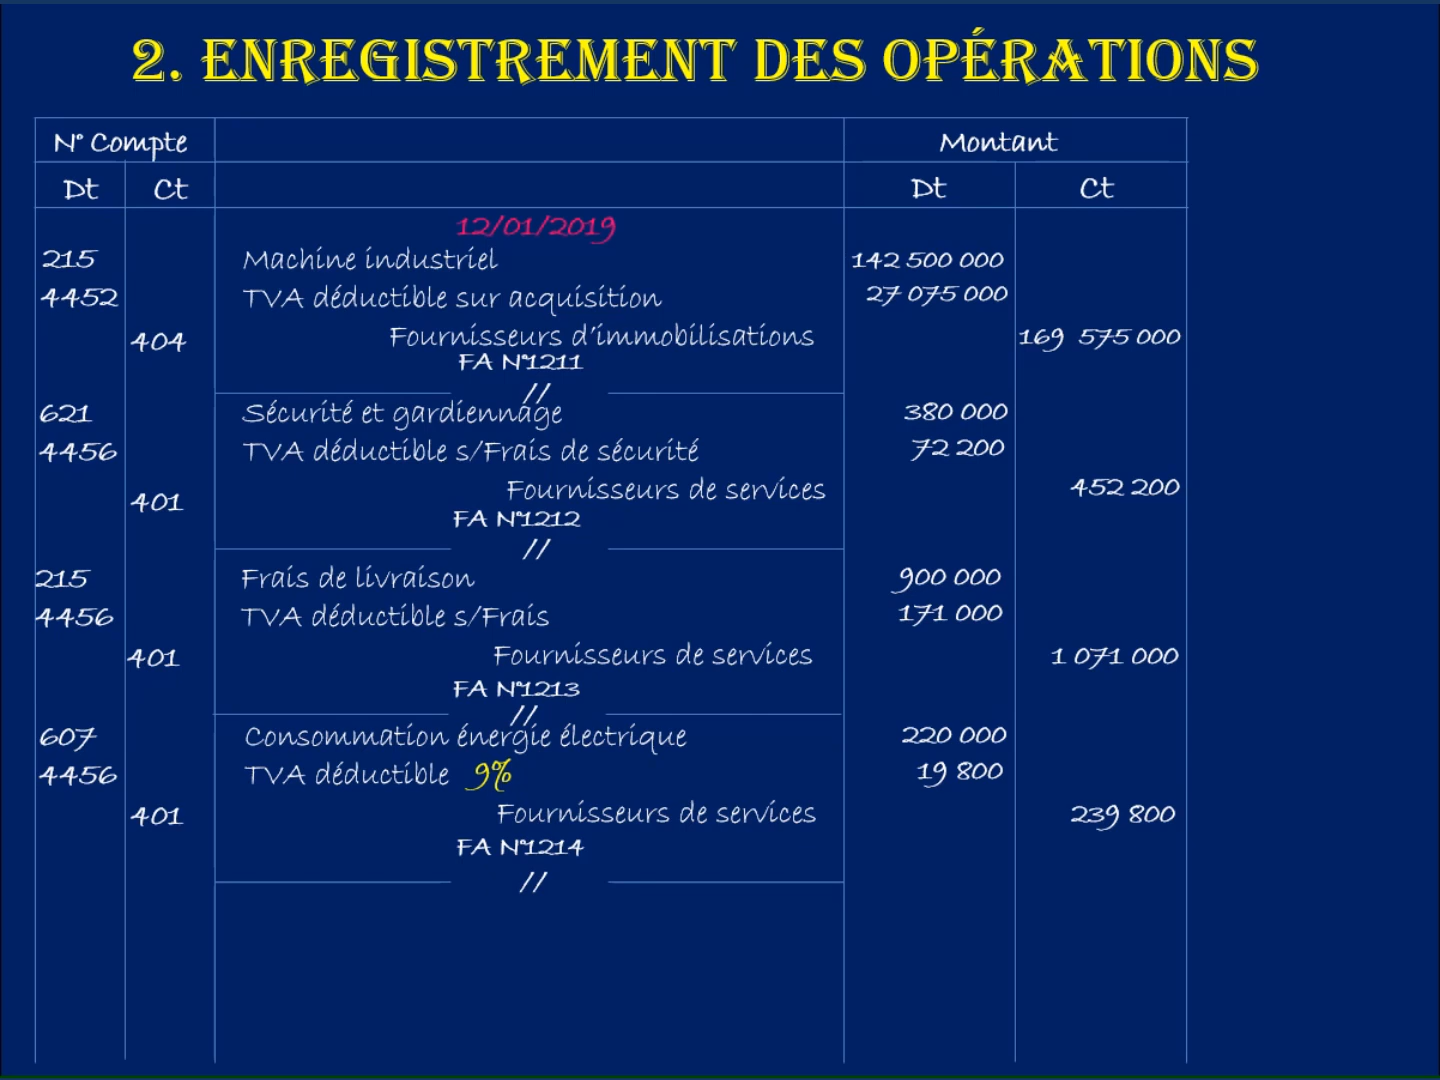 2. ENREGISTREMENT DES OPÉRATIONS
N° Compte Montant
Dt Ct Dt Ct
12/01/2019
215 Machine industriel 142 500 000
4452 TVA déductible sur acquisition 27 075 000
404 Fournisseurs d'immobilisations 169 575 000
FA N°1211
//
621 Sécurité et gardiennage 380 000
4456 TVA déductible s/Frais de sécurité 72 200
401 Fournisseurs de services 452 200
FA N°1212
//
215 Frais de livraison 900 000
4456 TVA déductible s/Frais 171 000
401 Fournisseurs de services 1 071 000
FA N°1213
//
607 Consommation énergie électrique 220 000
4456 TVA déductible 9% 19 800
401 Fournisseurs de services 239 800
FA N°1214
//